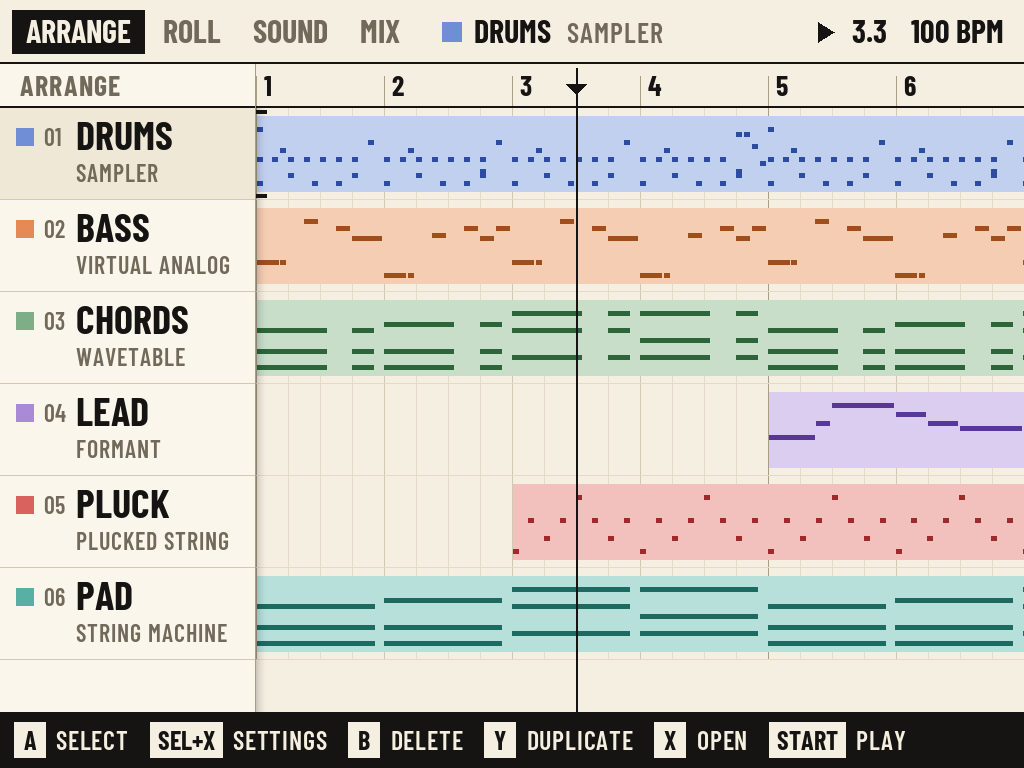 ARRANGE ROLL SOUND MIX DRUMS SAMPLER 3.3 100 BPM
ARRANGE 1 2 3 4 5 6
01 DRUMS
SAMPLER
02 BASS
VIRTUAL ANALOG
03 CHORDS
WAVETABLE
04 LEAD
FORMANT
05 PLUCK
PLUCKED STRING
06 PAD
STRING MACHINE
A SELECT SEL+X SETTINGS B DELETE Y DUPLICATE X OPEN START PLAY